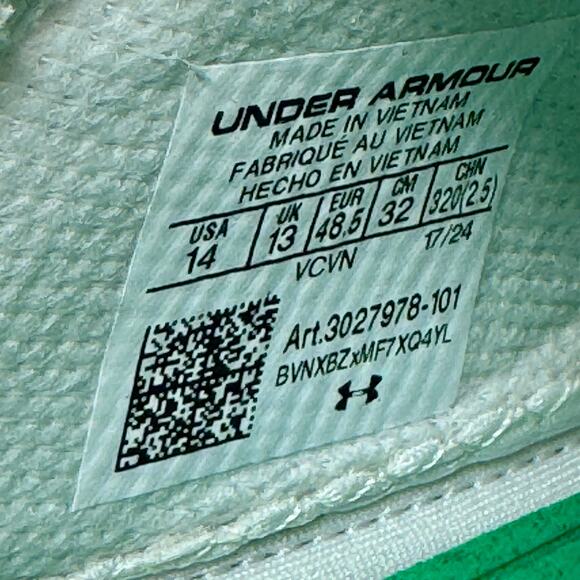 UNDER ARMOUR
MADE IN VIETNAM
FABRIQUÉ AU VIETNAM
HECHO EN VIETNAM
USA UK EUR CM CHN
14 13 48.5 32 320(2.5)
VCVN 17/24
Art.3027978-101
BVNXBZxMF7XQ4YL